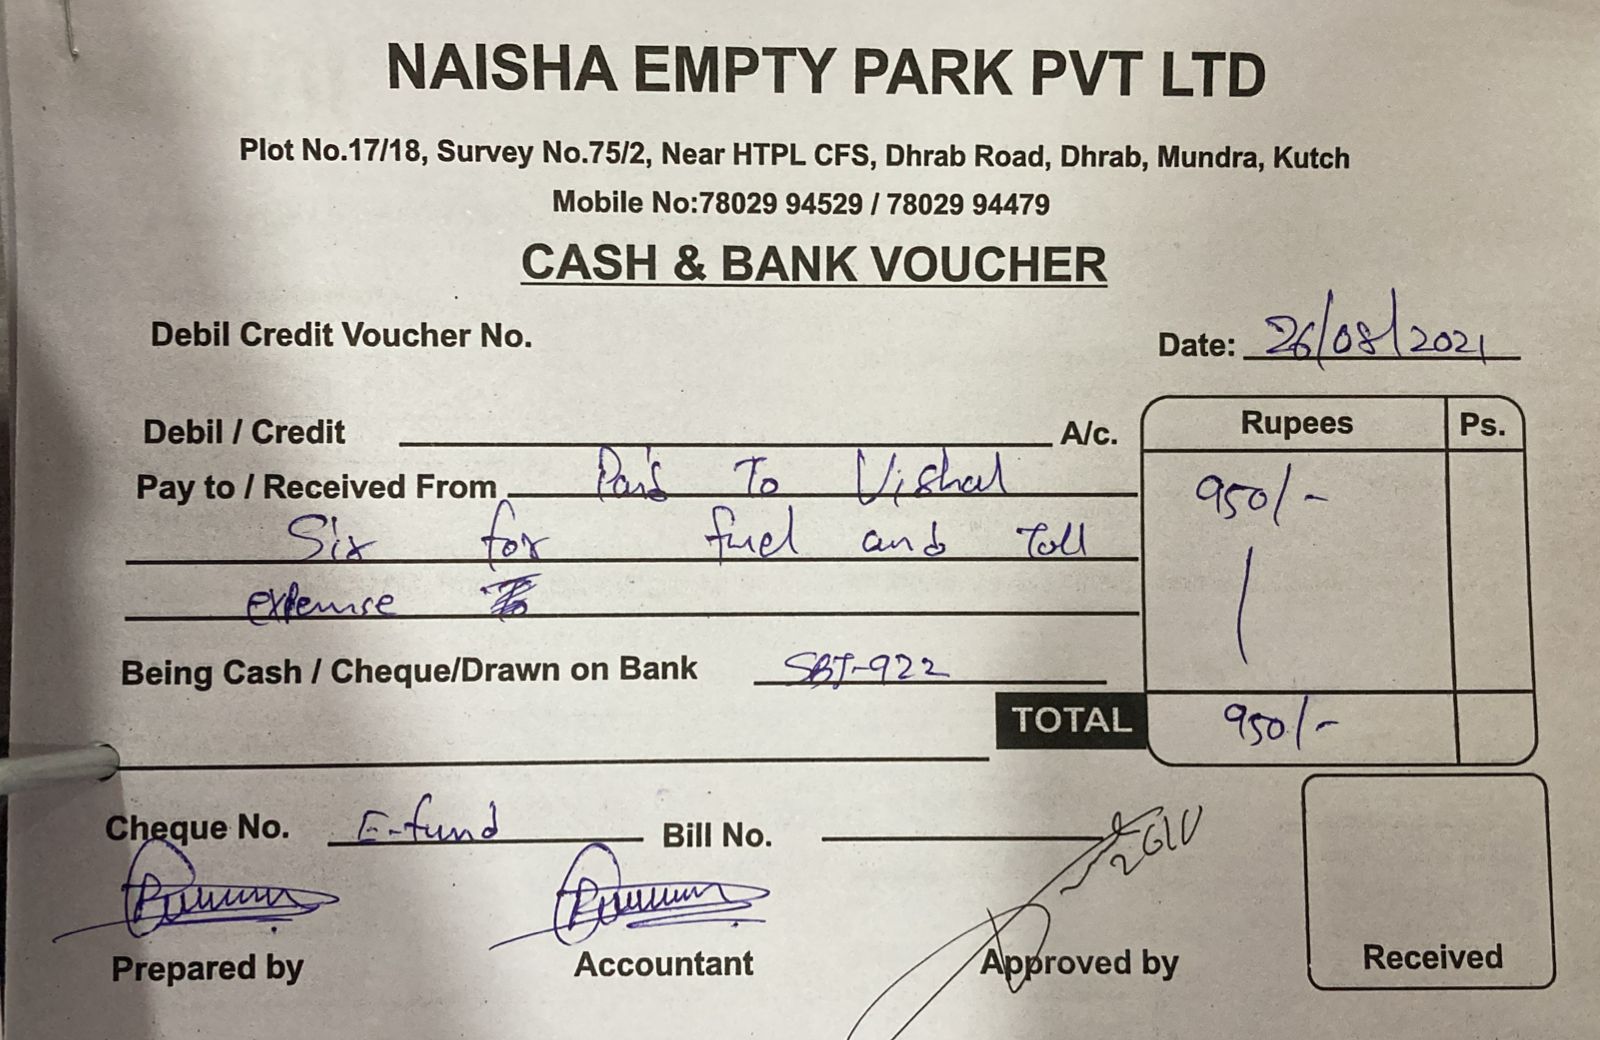 NAISHA EMPTY PARK PVT LTD
Plot No.17/18, Survey No.75/2, Near HTPL CFS, Dhrab Road, Dhrab, Mundra, Kutch
Mobile No:78029 94529 / 78029 94479
CASH & BANK VOUCHER
Debil Credit Voucher No.
Date: 26/08/2021
Debil / Credit A/c.
Rupees Ps.
Pay to / Received From Paid To Vishal
950/-
Sir for fuel and Toll
expense
Being Cash / Cheque/Drawn on Bank SBI-922
TOTAL 950/-
Cheque No. E-fund Bill No.
Prepared by Accountant Approved by Received